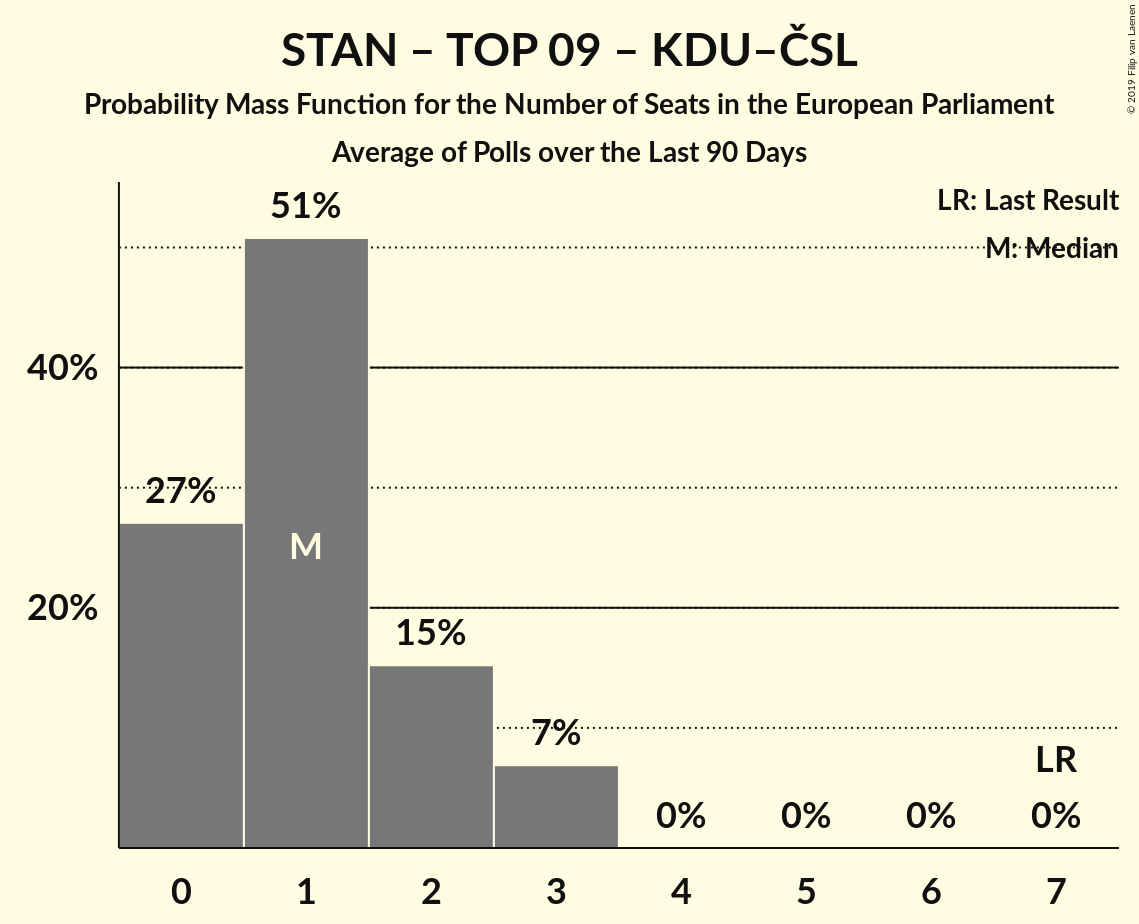 STAN – TOP 09 – KDU–ČSL
Probability Mass Function for the Number of Seats in the European Parliament
Average of Polls over the Last 90 Days
© 2019 Filip van Laenen
LR: Last Result
M: Median
51%
40%
27%
M
20%
15%
7%
LR
0% 0% 0% 0%
0 1 2 3 4 5 6 7